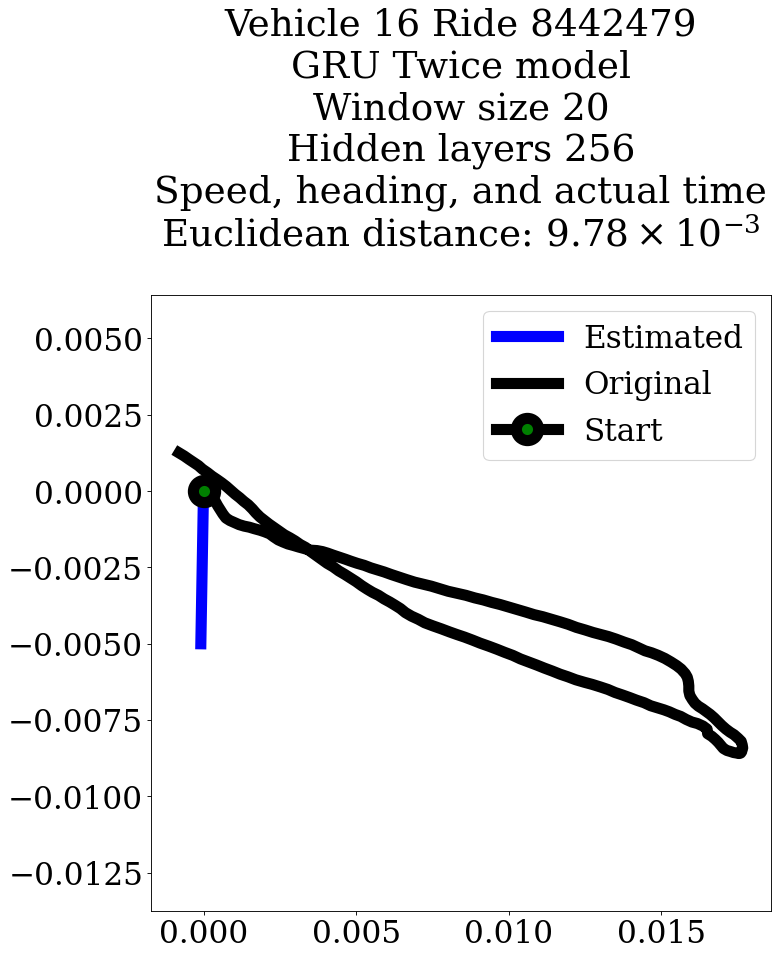 Vehicle 16 Ride 8442479
GRU Twice model
Window size 20
Hidden layers 256
Speed, heading, and actual time
Euclidean distance: 9.78 × 10⁻³
Estimated
Original
Start
0.0050
0.0025
0.0000
−0.0025
−0.0050
−0.0075
−0.0100
−0.0125
0.000 0.005 0.010 0.015